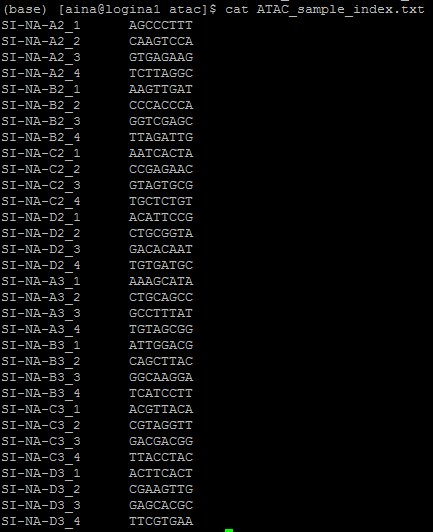 (base) [aina@logina1 atac]$ cat ATAC_sample_index.txt
SI-NA-A2_1 AGCCCTTT
SI-NA-A2_2 CAAGTCCA
SI-NA-A2_3 GTGAGAAG
SI-NA-A2_4 TCTTAGGC
SI-NA-B2_1 AAGTTGAT
SI-NA-B2_2 CCCACCCA
SI-NA-B2_3 GGTCGAGC
SI-NA-B2_4 TTAGATTG
SI-NA-C2_1 AATCACTA
SI-NA-C2_2 CCGAGAAC
SI-NA-C2_3 GTAGTGCG
SI-NA-C2_4 TGCTCTGT
SI-NA-D2_1 ACATTCCG
SI-NA-D2_2 CTGCGGTA
SI-NA-D2_3 GACACAAT
SI-NA-D2_4 TGTGATGC
SI-NA-A3_1 AAAGCATA
SI-NA-A3_2 CTGCAGCC
SI-NA-A3_3 GCCTTTAT
SI-NA-A3_4 TGTAGCGG
SI-NA-B3_1 ATTGGACG
SI-NA-B3_2 CAGCTTAC
SI-NA-B3_3 GGCAAGGA
SI-NA-B3_4 TCATCCTT
SI-NA-C3_1 ACGTTACA
SI-NA-C3_2 CGTAGGTT
SI-NA-C3_3 GACGACGG
SI-NA-C3_4 TTACCTAC
SI-NA-D3_1 ACTTCACT
SI-NA-D3_2 CGAAGTTG
SI-NA-D3_3 GAGCACGC
SI-NA-D3_4 TTCGTGAA